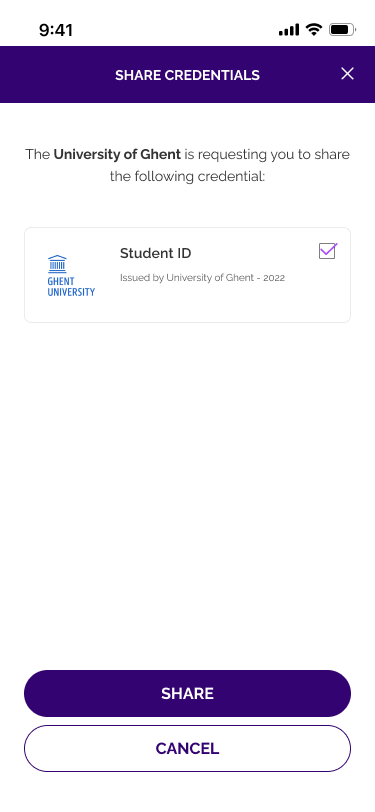 9:41
SHARE CREDENTIALS
The University of Ghent is requesting you to share
the following credential:
Student ID
Issued by University of Ghent - 2022
GHENT
UNIVERSITY
SHARE
CANCEL